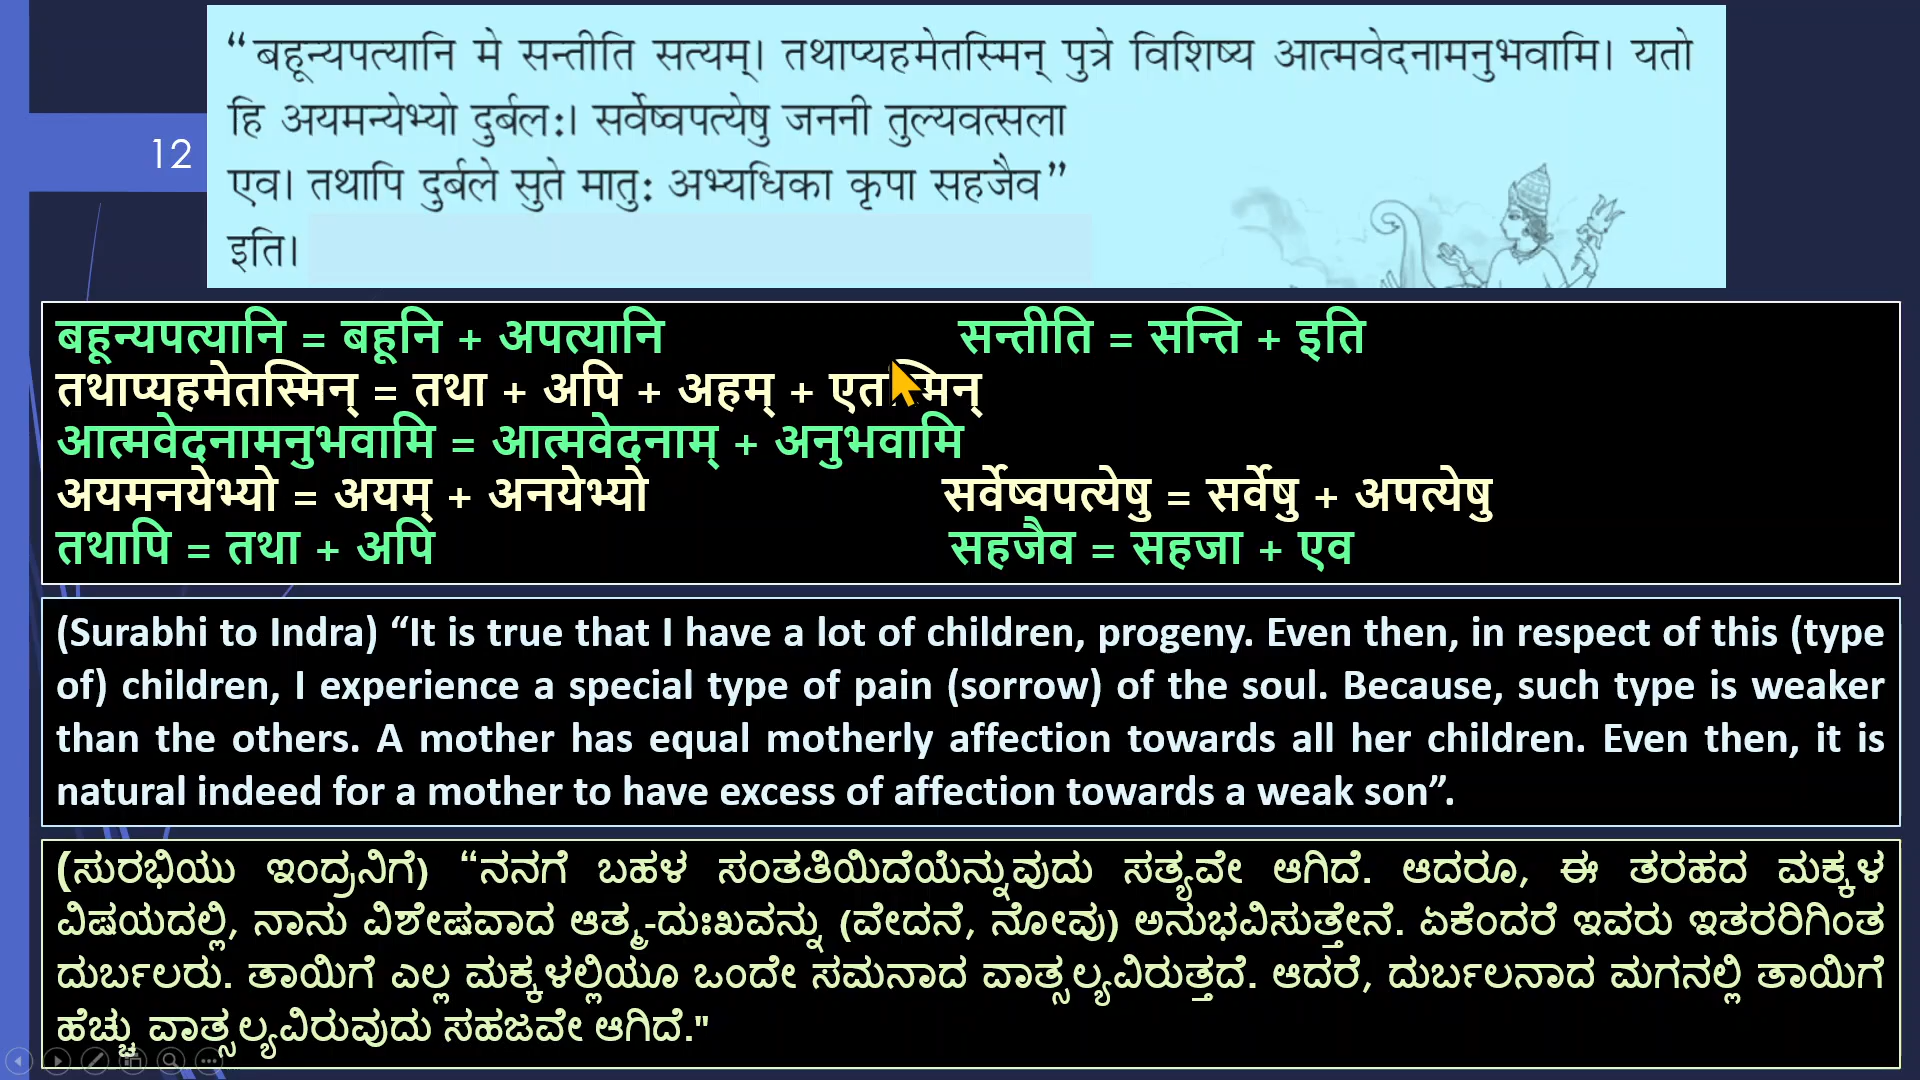 “बहून्यपत्यानि मे सन्तीति सत्यम्। तथाप्यहमेतस्मिन् पुत्रे विशिष्य आत्मवेदनामनुभवामि। यतो
हि अयमन्येभ्यो दुर्बलः। सर्वेष्वपत्येषु जननी तुल्यवत्सला
एव। तथापि दुर्बले सुते मातुः अभ्यधिका कृपा सहजैव”
इति।
12
बहून्यपत्यानि = बहूनि + अपत्यानि सन्तीति = सन्ति + इति
तथाप्यहमेतस्मिन् = तथा + अपि + अहम् + एतस्मिन्
आत्मवेदनामनुभवामि = आत्मवेदनाम् + अनुभवामि
अयमनयेभ्यो = अयम् + अनयेभ्यो सर्वेष्वपत्येषु = सर्वेषु + अपत्येषु
तथापि = तथा + अपि सहजैव = सहजा + एव
(Surabhi to Indra) “It is true that I have a lot of children, progeny. Even then, in respect of this (type
of) children, I experience a special type of pain (sorrow) of the soul. Because, such type is weaker
than the others. A mother has equal motherly affection towards all her children. Even then, it is
natural indeed for a mother to have excess of affection towards a weak son”.
(ಸುರಭಿಯು ಇಂದ್ರನಿಗೆ) “ನನಗೆ ಬಹಳ ಸಂತತಿಯಿದೆಯೆನ್ನುವುದು ಸತ್ಯವೇ ಆಗಿದೆ. ಆದರೂ, ಈ ತರಹದ ಮಕ್ಕಳ
ವಿಷಯದಲ್ಲಿ, ನಾನು ವಿಶೇಷವಾದ ಆತ್ಮ-ದುಃಖವನ್ನು (ವೇದನೆ, ನೋವು) ಅನುಭವಿಸುತ್ತೇನೆ. ಏಕೆಂದರೆ ಇವರು ಇತರರಿಗಿಂತ
ದುರ್ಬಲರು. ತಾಯಿಗೆ ಎಲ್ಲ ಮಕ್ಕಳಲ್ಲಿಯೂ ಒಂದೇ ಸಮನಾದ ವಾತ್ಸಲ್ಯವಿರುತ್ತದೆ. ಆದರೆ, ದುರ್ಬಲನಾದ ಮಗನಲ್ಲಿ ತಾಯಿಗೆ
ಹೆಚ್ಚು ವಾತ್ಸಲ್ಯವಿರುವುದು ಸಹಜವೇ ಆಗಿದೆ."